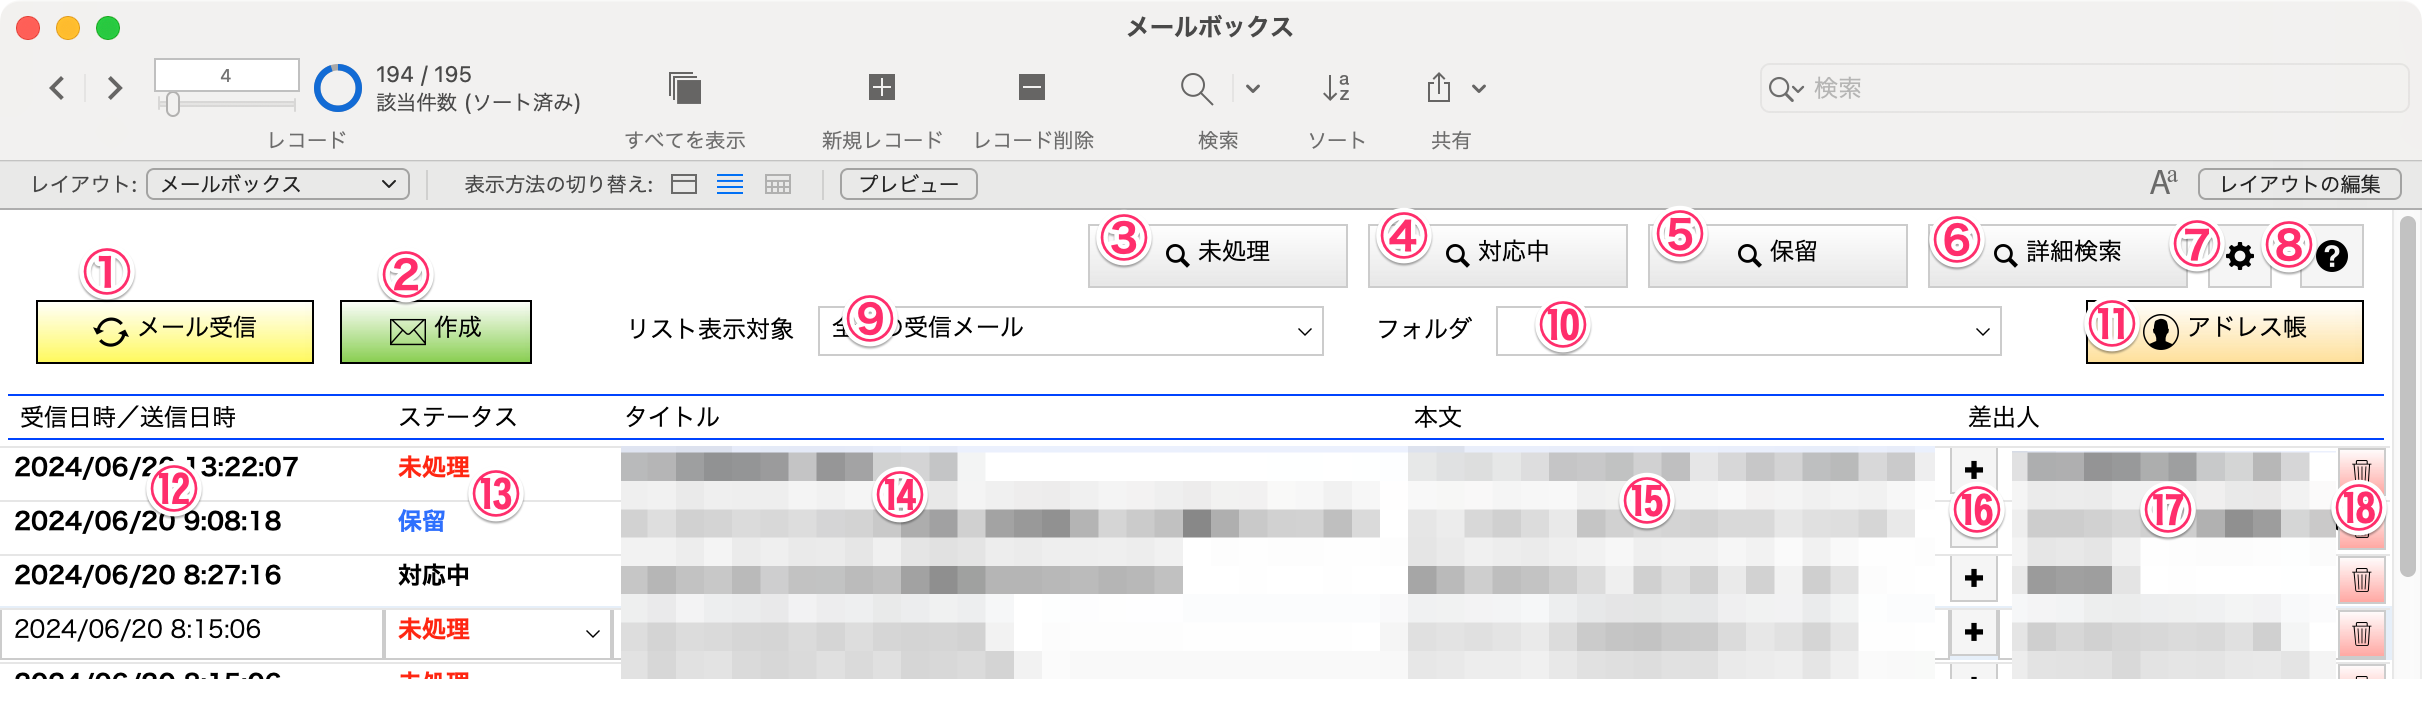 メールボックス
4
194 / 195
該当件数 (ソート済み)
レコード
すべてを表示
新規レコード
レコード削除
検索
ソート
共有
検索
レイアウト: メールボックス
表示方法の切り替え:
プレビュー
Aa
レイアウトの編集
① メール受信
② 作成
③ 未処理
④ 対応中
⑤ 保留
⑥ 詳細検索
⑦
⑧ ?
リスト表示対象
⑨ の受信メール
フォルダ
⑩
⑪ アドレス帳
受信日時／送信日時 ステータス タイトル 本文 差出人
2024/06/20 13:22:07 未処理
⑫ ⑬ ⑭ ⑮ ⑯ ⑰ ⑱
2024/06/20 9:08:18 保留
2024/06/20 8:27:16 対応中
2024/06/20 8:15:06 未処理